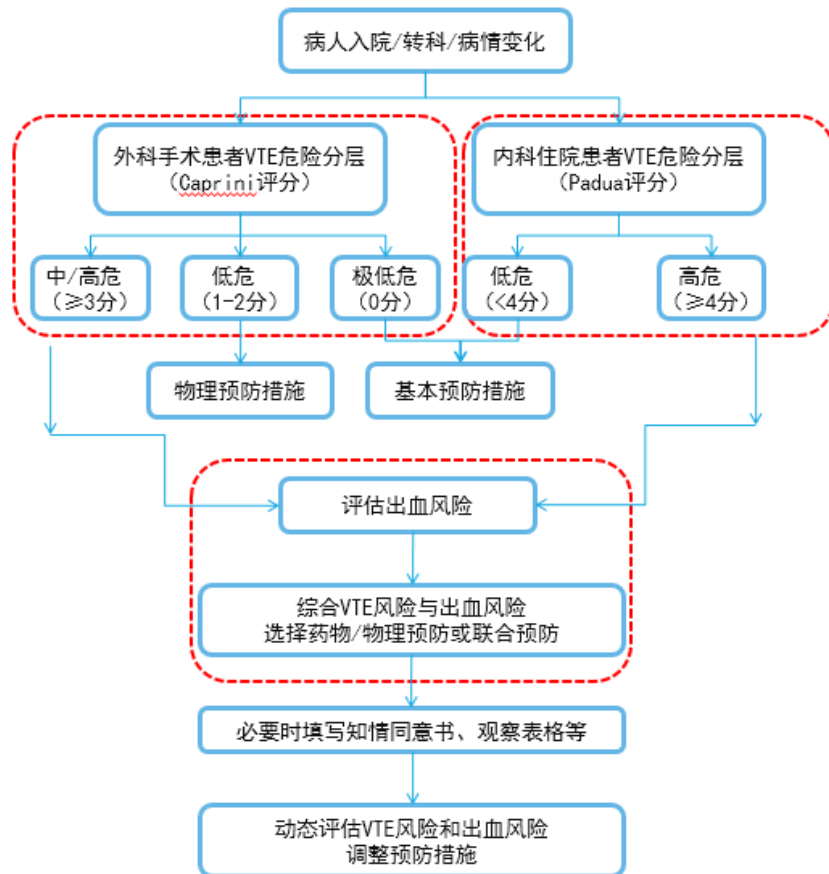 病人入院/转科/病情变化
外科手术患者VTE危险分层
（Caprini评分）
内科住院患者VTE危险分层
（Padua评分）
中/高危
（≥3分）
低危
（1-2分）
极低危
（0分）
低危
（<4分）
高危
（≥4分）
物理预防措施
基本预防措施
评估出血风险
综合VTE风险与出血风险
选择药物/物理预防或联合预防
必要时填写知情同意书、观察表格等
动态评估VTE风险和出血风险
调整预防措施